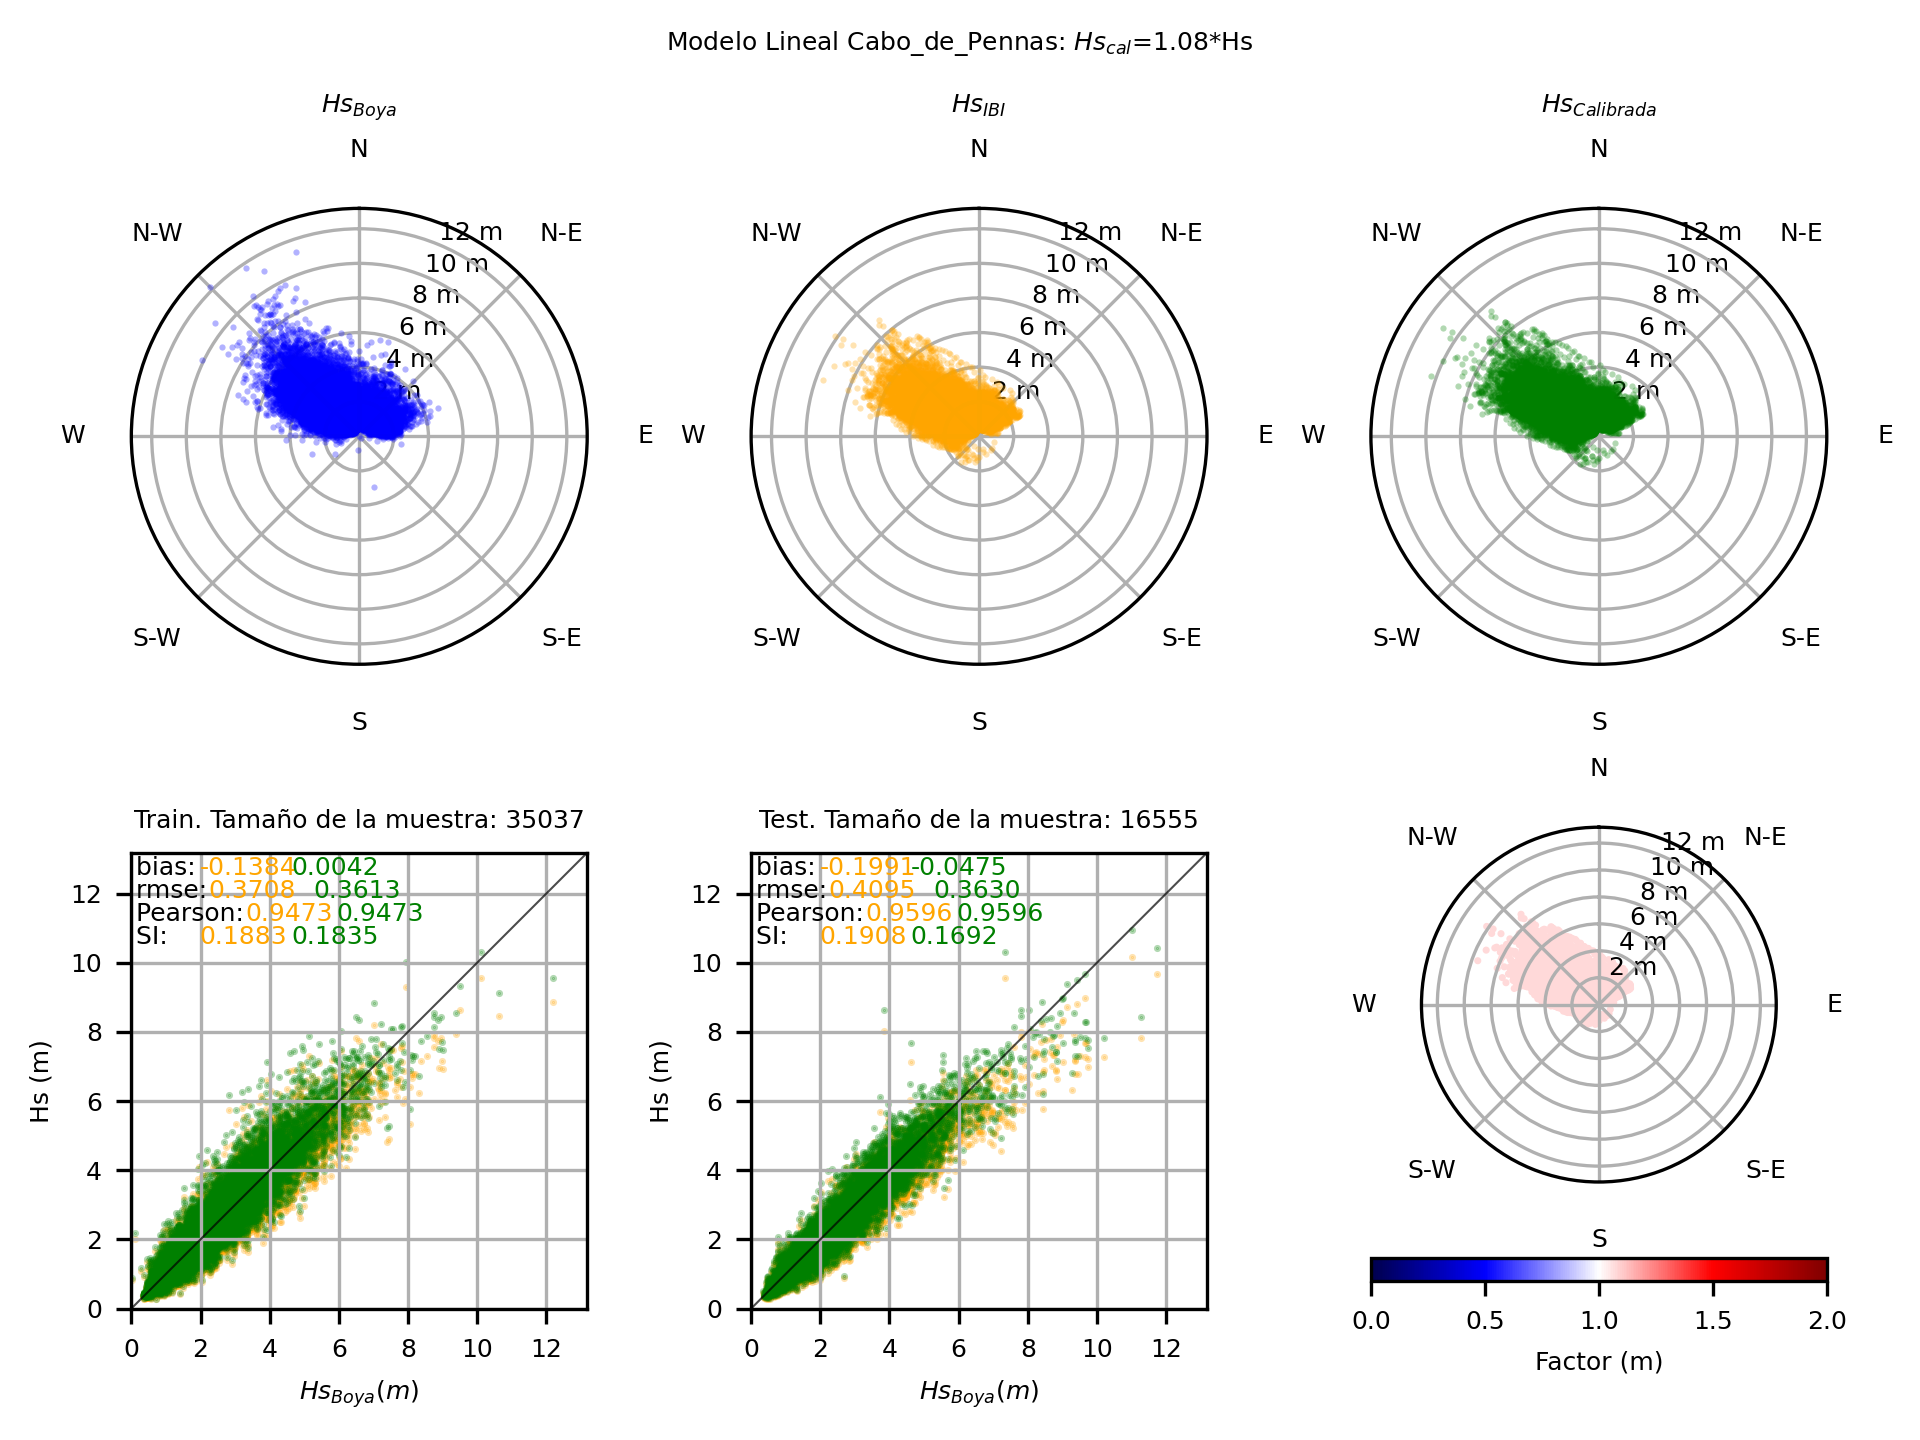 Modelo Lineal Cabo_de_Pennas: Hs_cal=1.08*Hs
Hs_Boya
N
N-W
N-E
12 m
10 m
8 m
6 m
4 m
m
W
E
S-W
S-E
S
Hs_IBI
N
N-W
N-E
12 m
10 m
8 m
6 m
4 m
2 m
W
E
S-W
S-E
S
Hs_Calibrada
N
N-W
N-E
12 m
10 m
8 m
6 m
4 m
2 m
W
E
S-W
S-E
S
Train. Tamaño de la muestra: 35037
bias: -0.1384 0.0042
rmse: 0.3708 0.3613
Pearson: 0.9473 0.9473
SI: 0.1883 0.1835
12
10
8
6
4
2
0
Hs (m)
0 2 4 6 8 10 12
Hs_Boya(m)
Test. Tamaño de la muestra: 16555
bias: -0.1991 -0.0475
rmse: 0.4095 0.3630
Pearson: 0.9596 0.9596
SI: 0.1908 0.1692
12
10
8
6
4
2
0
Hs (m)
0 2 4 6 8 10 12
Hs_Boya(m)
N
N-W
N-E
12 m
10 m
8 m
6 m
4 m
2 m
W
E
S-W
S-E
S
0.0 0.5 1.0 1.5 2.0
Factor (m)